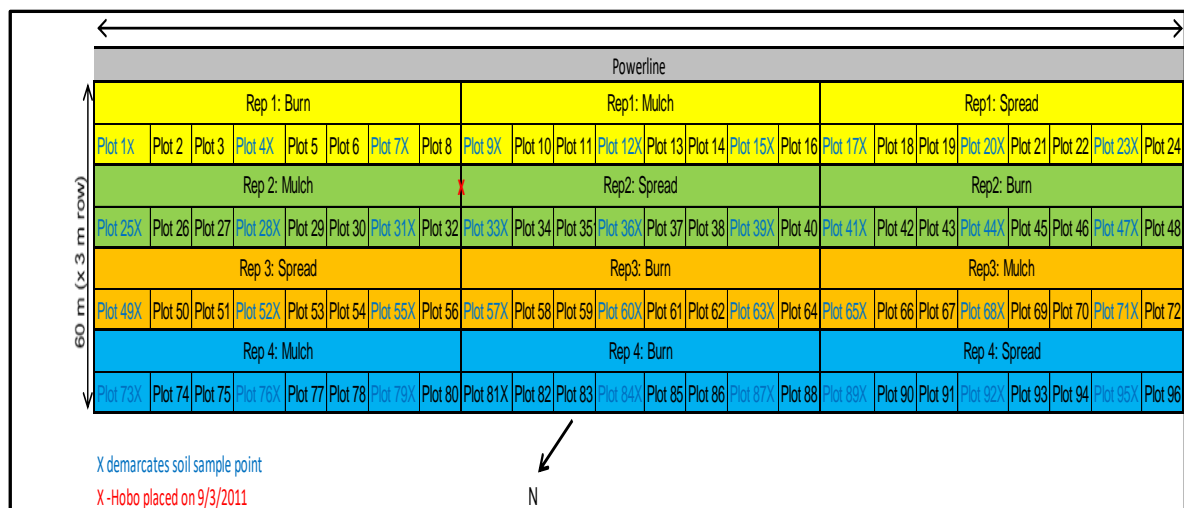 Powerline
Rep 1: Burn Rep1: Mulch Rep1: Spread
Plot 1X Plot 2 Plot 3 Plot 4X Plot 5 Plot 6 Plot 7X Plot 8 Plot 9X Plot 10 Plot 11 Plot 12X Plot 13 Plot 14 Plot 15X Plot 16 Plot 17X Plot 18 Plot 19 Plot 20X Plot 21 Plot 22 Plot 23X Plot 24
Rep 2: Mulch X Rep2: Spread Rep2: Burn
Plot 25X Plot 26 Plot 27 Plot 28X Plot 29 Plot 30 Plot 31X Plot 32 Plot 33X Plot 34 Plot 35 Plot 36X Plot 37 Plot 38 Plot 39X Plot 40 Plot 41X Plot 42 Plot 43 Plot 44X Plot 45 Plot 46 Plot 47X Plot 48
Rep 3: Spread Rep3: Burn Rep3: Mulch
Plot 49X Plot 50 Plot 51 Plot 52X Plot 53 Plot 54 Plot 55X Plot 56 Plot 57X Plot 58 Plot 59 Plot 60X Plot 61 Plot 62 Plot 63X Plot 64 Plot 65X Plot 66 Plot 67 Plot 68X Plot 69 Plot 70 Plot 71X Plot 72
Rep 4: Mulch Rep 4: Burn Rep 4: Spread
Plot 73X Plot 74 Plot 75 Plot 76X Plot 77 Plot 78 Plot 79X Plot 80 Plot 81X Plot 82 Plot 83 Plot 84X Plot 85 Plot 86 Plot 87X Plot 88 Plot 89X Plot 90 Plot 91 Plot 92X Plot 93 Plot 94 Plot 95X Plot 96
60 m (x 3 m row)
X demarcates soil sample point
X -Hobo placed on 9/3/2011
N